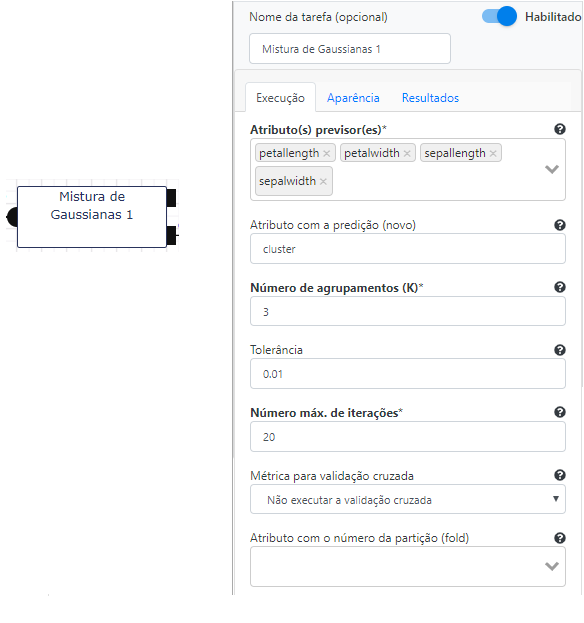 Mistura de
Gaussianas 1
Nome da tarefa (opcional)
Habilitado
Mistura de Gaussianas 1
Execução Aparência Resultados
Atributo(s) previsor(es)*
petallength × petalwidth × sepallength ×
sepalwidth ×
Atributo com a predição (novo)
cluster
Número de agrupamentos (K)*
3
Tolerância
0.01
Número máx. de iterações*
20
Métrica para validação cruzada
Não executar a validação cruzada
Atributo com o número da partição (fold)